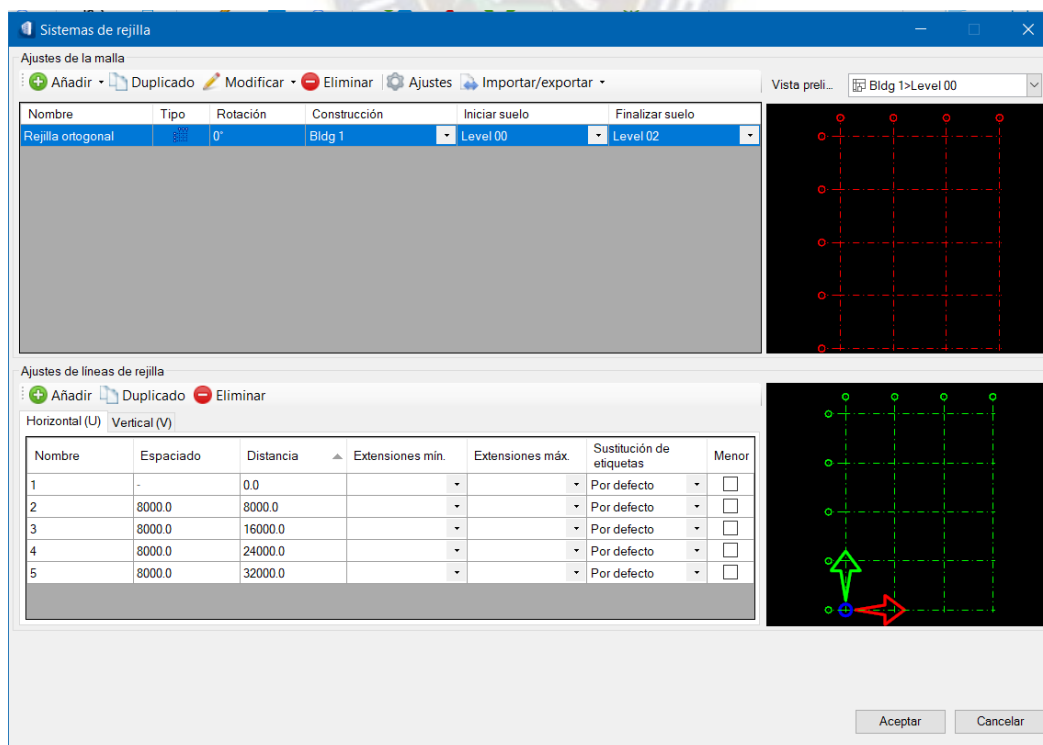 Sistemas de rejilla
Ajustes de la malla
Añadir Duplicado Modificar Eliminar Ajustes Importar/exportar
Vista preli... Bldg 1>Level 00
Nombre Tipo Rotación Construcción Iniciar suelo Finalizar suelo
Rejilla ortogonal 0° Bldg 1 Level 00 Level 02
Ajustes de líneas de rejilla
Añadir Duplicado Eliminar
Horizontal (U) Vertical (V)
Nombre Espaciado Distancia Extensiones mín. Extensiones máx. Sustitución de etiquetas Menor
1 - 0.0 Por defecto
2 8000.0 8000.0 Por defecto
3 8000.0 16000.0 Por defecto
4 8000.0 24000.0 Por defecto
5 8000.0 32000.0 Por defecto
Aceptar Cancelar